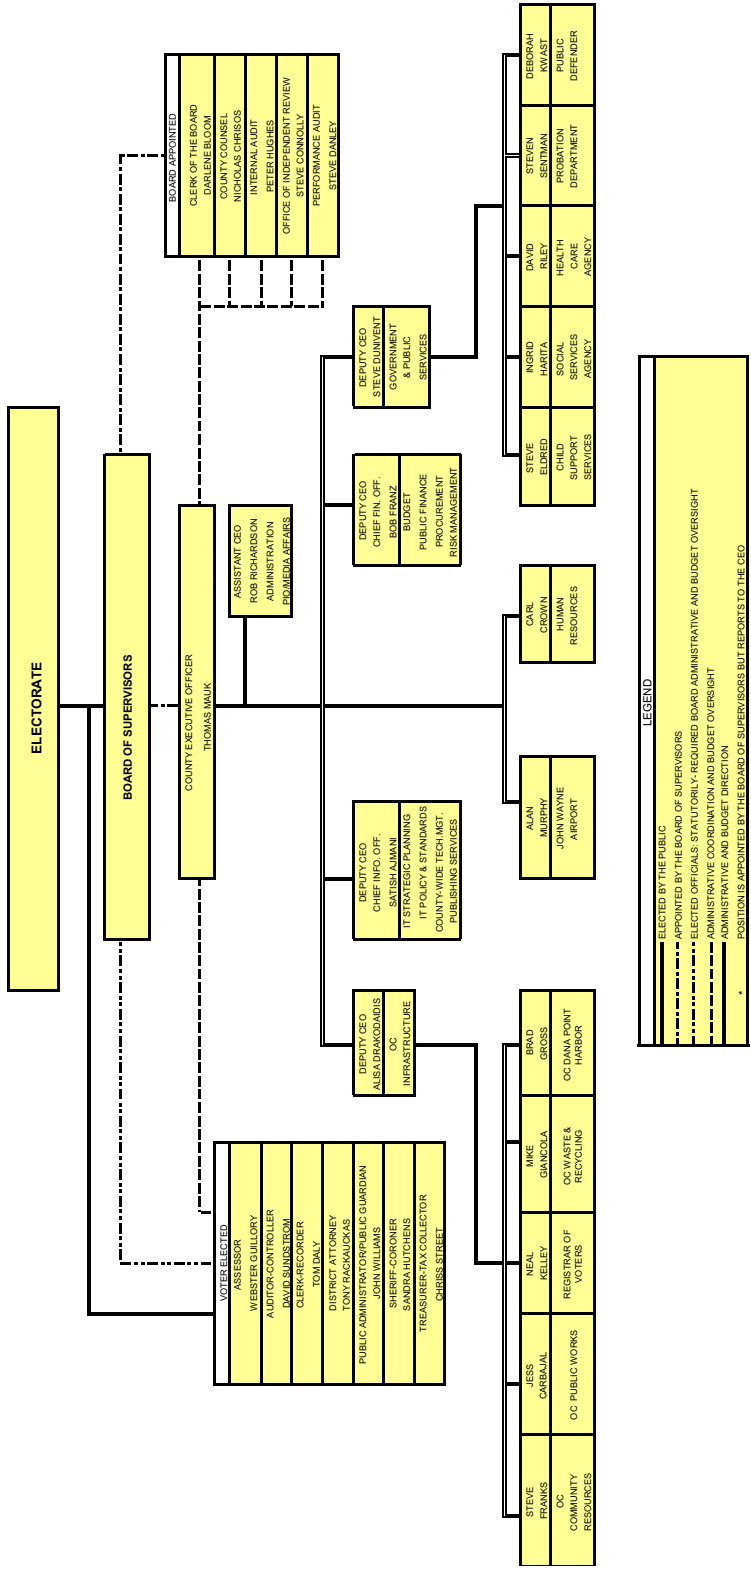 ELECTORATE
BOARD OF SUPERVISORS
BOARD APPOINTED
CLERK OF THE BOARD
DARLENE BLOOM
COUNTY COUNSEL
NICHOLAS CHRISOS
INTERNAL AUDIT
PETER HUGHES
OFFICE OF INDEPENDENT REVIEW
STEVE CONNOLLY
PERFORMANCE AUDIT
STEVE DANLEY
COUNTY EXECUTIVE OFFICER
THOMAS MAUK
ASSISTANT CEO
ROB RICHARDSON
ADMINISTRATION
PIO/MEDIA AFFAIRS
VOTER ELECTED
ASSESSOR
WEBSTER GUILLORY
AUDITOR-CONTROLLER
DAVID SUNDSTROM
CLERK-RECORDER
TOM DALY
DISTRICT ATTORNEY
TONY RACKAUCKAS
PUBLIC ADMINISTRATOR/PUBLIC GUARDIAN
JOHN WILLIAMS
SHERIFF-CORONER
SANDRA HUTCHENS
TREASURER-TAX COLLECTOR
CHRISS STREET
DEPUTY CEO
ALISA DRAKODAIDIS
OC
INFRASTRUCTURE
DEPUTY CEO
CHIEF INFO. OFF.
SATISH AJMANI
IT STRATEGIC PLANNING
IT POLICY & STANDARDS
COUNTY-WIDE TECH.MGT.
PUBLISHING SERVICES
DEPUTY CEO
CHIEF FIN. OFF.
BOB FRANZ
BUDGET
PUBLIC FINANCE
PROCUREMENT
RISK MANAGEMENT
DEPUTY CEO
STEVE DUNIVENT
GOVERNMENT
& PUBLIC
SERVICES
STEVE
FRANKS
OC
COMMUNITY
RESOURCES
JESS
CARBAJAL
OC PUBLIC WORKS
NEAL
KELLEY
REGISTRAR OF
VOTERS
MIKE
GIANCOLA
OC WASTE &
RECYCLING
BRAD
GROSS
OC DANA POINT
HARBOR
ALAN
MURPHY
JOHN WAYNE
AIRPORT
CARL
CROWN
HUMAN
RESOURCES
STEVE
ELDRED
CHILD
SUPPORT
SERVICES
INGRID
HARITA
SOCIAL
SERVICES
AGENCY
DAVID
RILEY
HEALTH
CARE
AGENCY
STEVEN
SENTMAN
PROBATION
DEPARTMENT
DEBORAH
KWAST
PUBLIC
DEFENDER
LEGEND
ELECTED BY THE PUBLIC
APPOINTED BY THE BOARD OF SUPERVISORS
ELECTED OFFICIALS: STATUTORILY- REQUIRED BOARD ADMINISTRATIVE AND BUDGET OVERSIGHT
ADMINISTRATIVE COORDINATION AND BUDGET OVERSIGHT
ADMINISTRATIVE AND BUDGET DIRECTION
* POSITION IS APPOINTED BY THE BOARD OF SUPERVISORS BUT REPORTS TO THE CEO